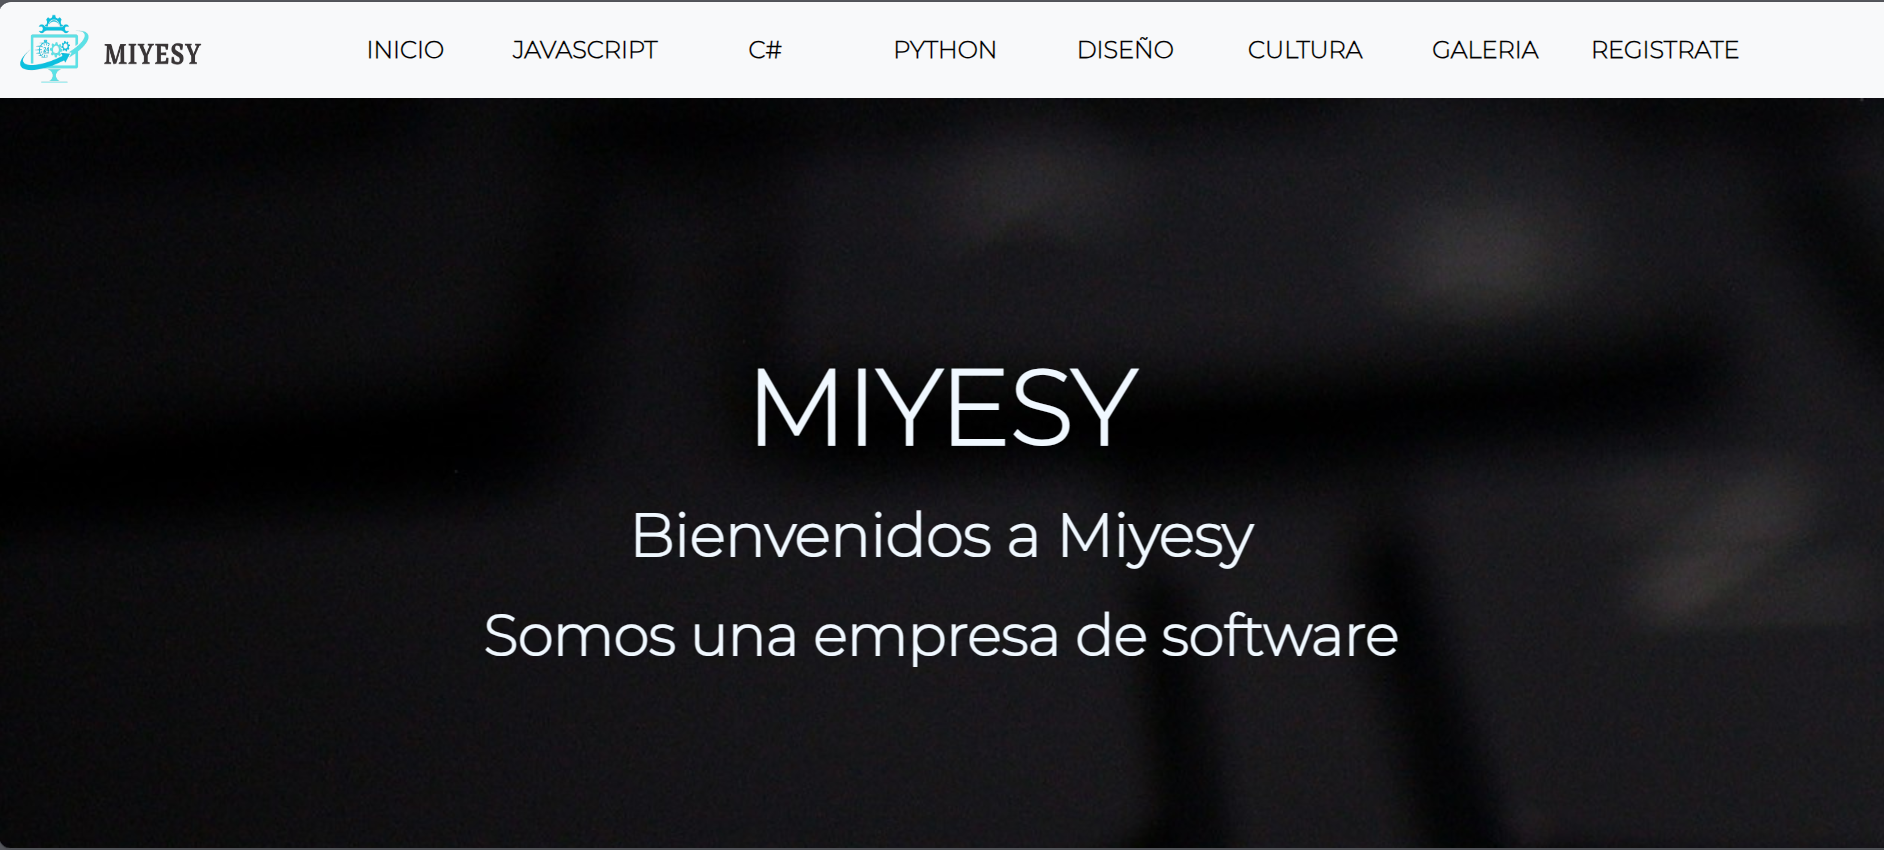 MIYESY INICIO JAVASCRIPT C# PYTHON DISEÑO CULTURA GALERIA REGISTRATE
MIYESY
Bienvenidos a Miyesy
Somos una empresa de software